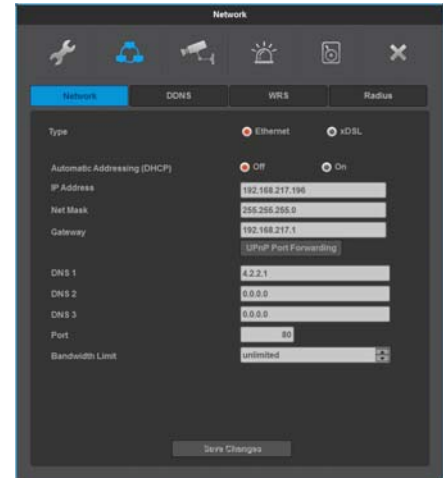 Network
Network DDNS WRS Radius
Type Ethernet xDSL
Automatic Addressing (DHCP) Off On
IP Address 192.168.217.196
Net Mask 255.255.255.0
Gateway 192.168.217.1
UPnP Port Forwarding
DNS 1 4.2.2.1
DNS 2 0.0.0.0
DNS 3 0.0.0.0
Port 80
Bandwidth Limit unlimited
Save Changes